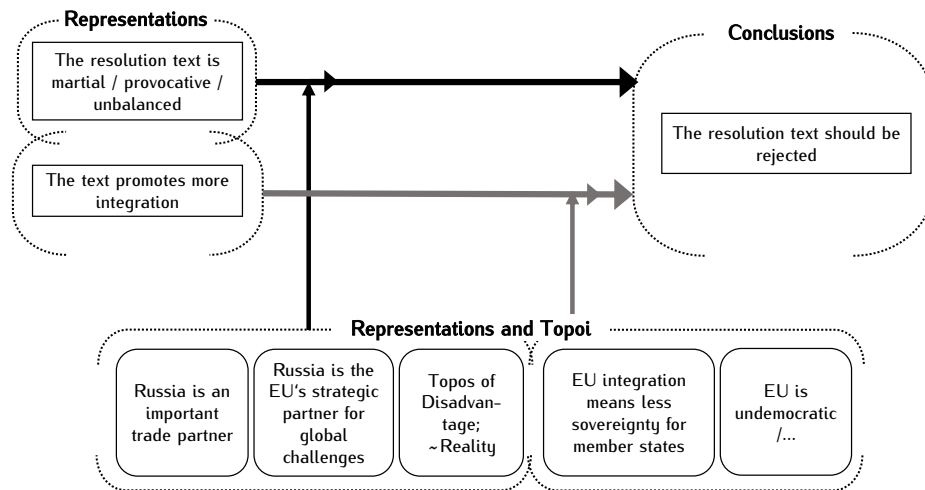 Representations
The resolution text is
martial / provocative /
unbalanced
The text promotes more
integration
Conclusions
The resolution text should be
rejected
Representations and Topoi
Russia is an
important
trade partner
Russia is the
EU's strategic
partner for
global
challenges
Topos of
Disadvan-
tage;
~Reality
EU integration
means less
sovereignty for
member states
EU is
undemocratic
/...